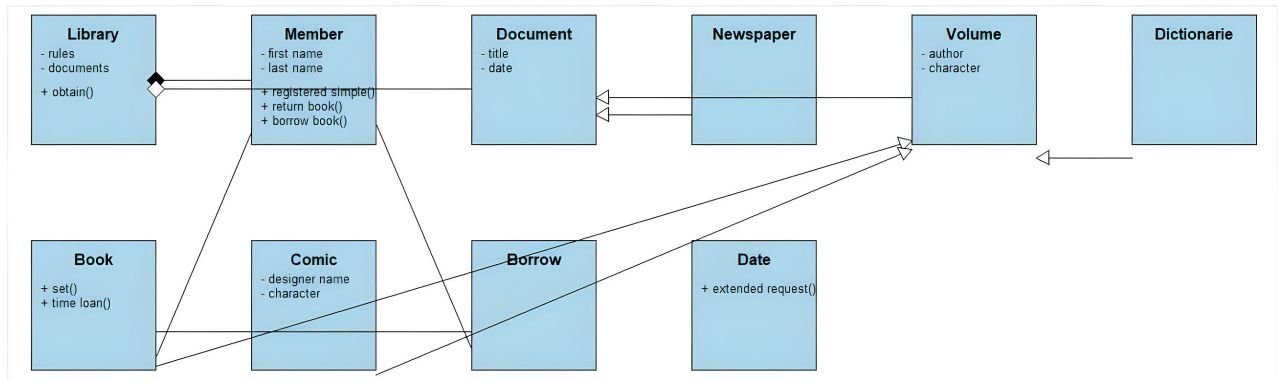 Library
- rules
- documents
+ obtain()
Member
- first name
- last name
+ registered simple()
+ return book()
+ borrow book()
Document
- title
- date
Newspaper
Volume
- author
- character
Dictionarie
Book
+ set()
+ time loan()
Comic
- designer name
- character
Borrow
Date
+ extended request()